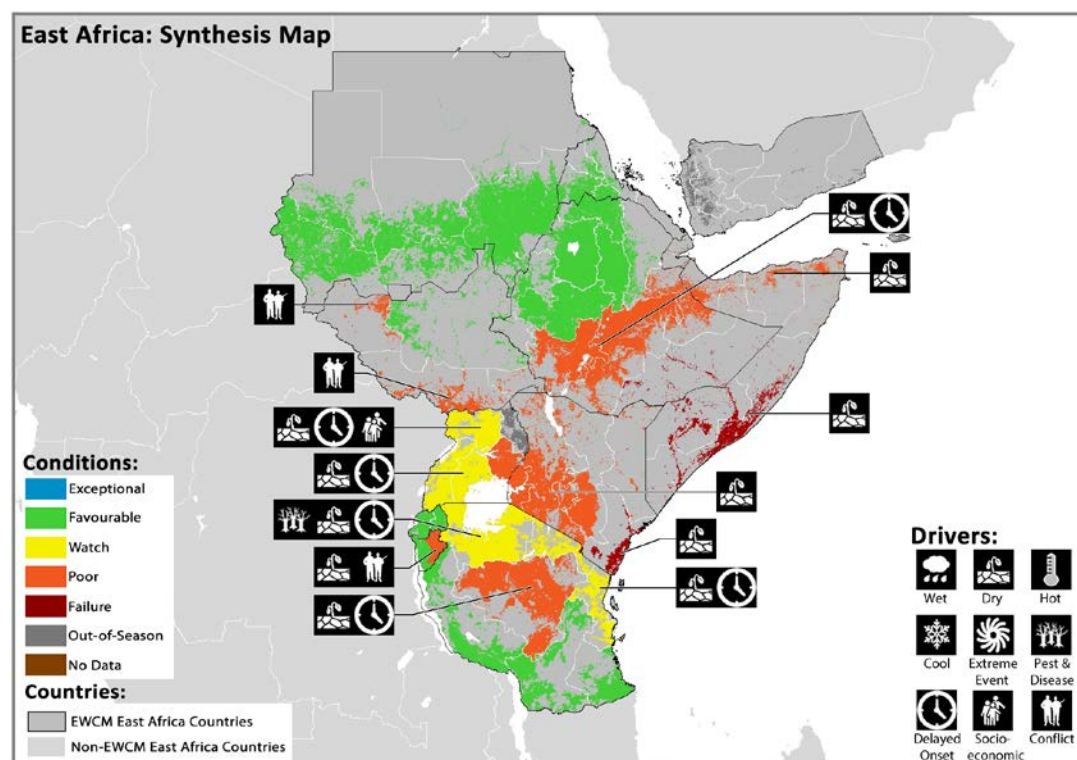 East Africa: Synthesis Map
Conditions:
Exceptional
Favourable
Watch
Poor
Failure
Out-of-Season
No Data
Countries:
EWCM East Africa Countries
Non-EWCM East Africa Countries
Drivers:
Wet
Dry
Hot
Cool
Extreme
Event
Pest &
Disease
Delayed
Onset
Socio-
economic
Conflict